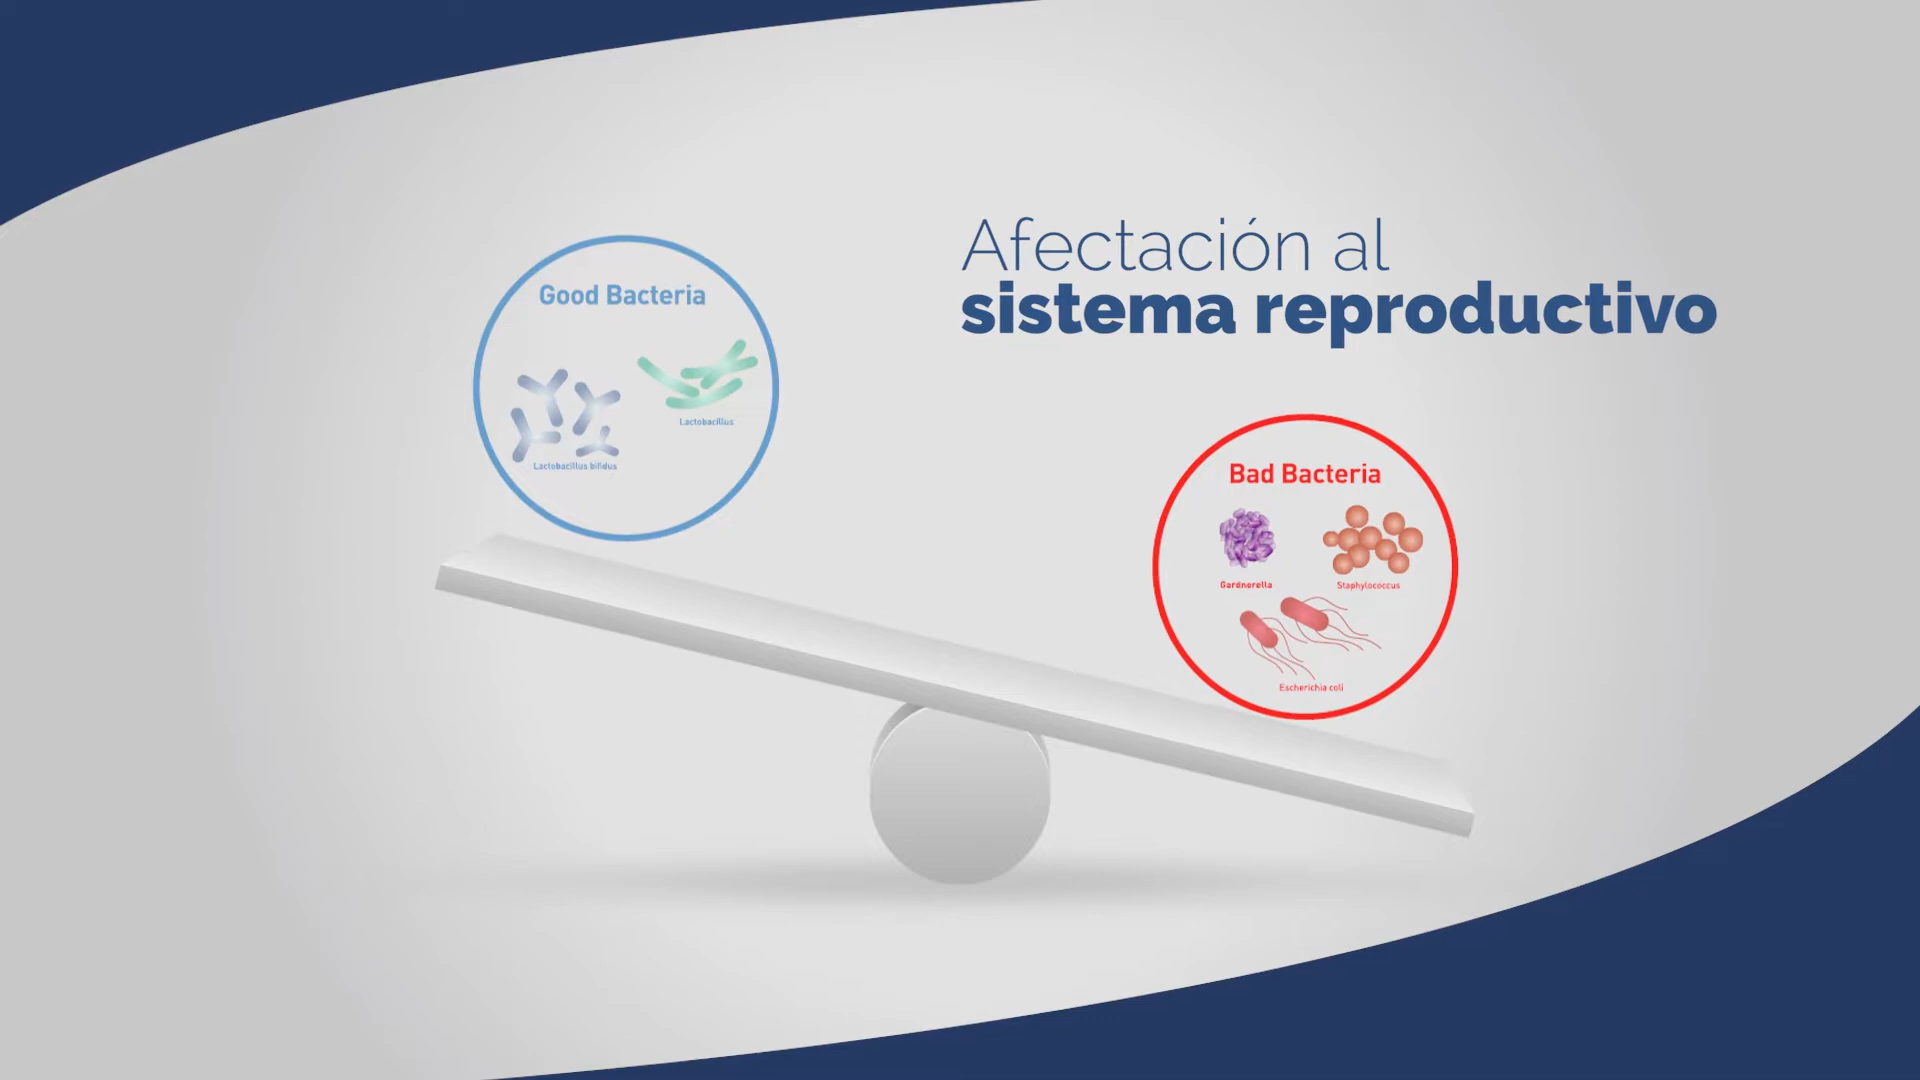 Afectación al
sistema reproductivo
Good Bacteria
Lactobacillus
Lactobacillus bifidus
Bad Bacteria
Gardnerella
Staphylococcus
Escherichia coli